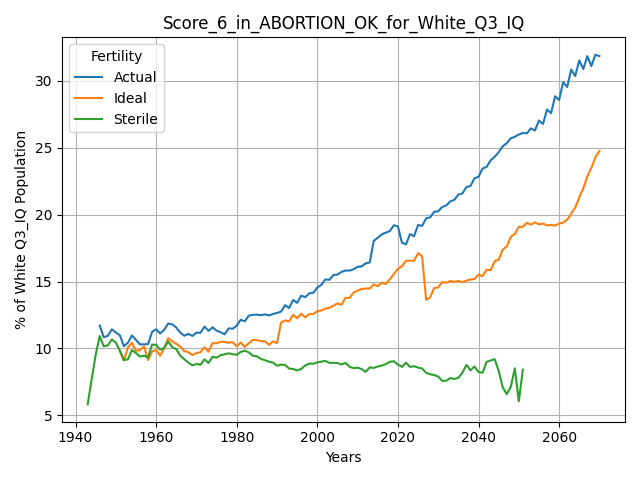 Score_6_in_ABORTION_OK_for_White_Q3_IQ
Fertility
Actual
Ideal
Sterile
% of White Q3_IQ Population
30
25
20
15
10
5
1940 1960 1980 2000 2020 2040 2060
Years